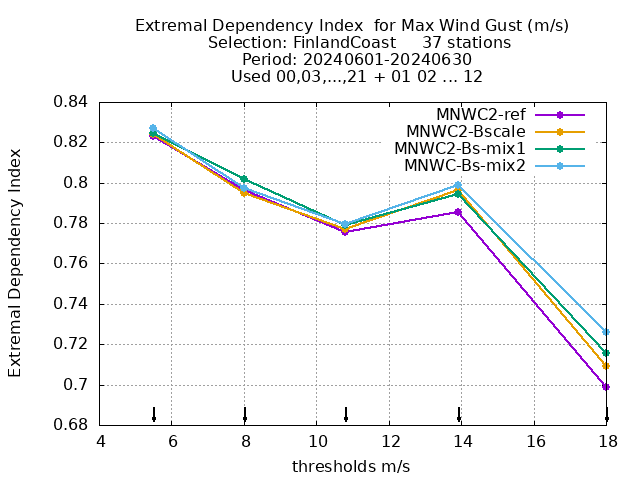 Extremal Dependency Index  for Max Wind Gust (m/s)
Selection: FinlandCoast     37 stations
Period: 20240601-20240630
Used 00,03,...,21 + 01 02 ... 12
MNWC2-ref
MNWC2-Bscale
MNWC2-Bs-mix1
MNWC-Bs-mix2
Extremal Dependency Index
0.84
0.82
0.8
0.78
0.76
0.74
0.72
0.7
0.68
4 6 8 10 12 14 16 18
thresholds m/s